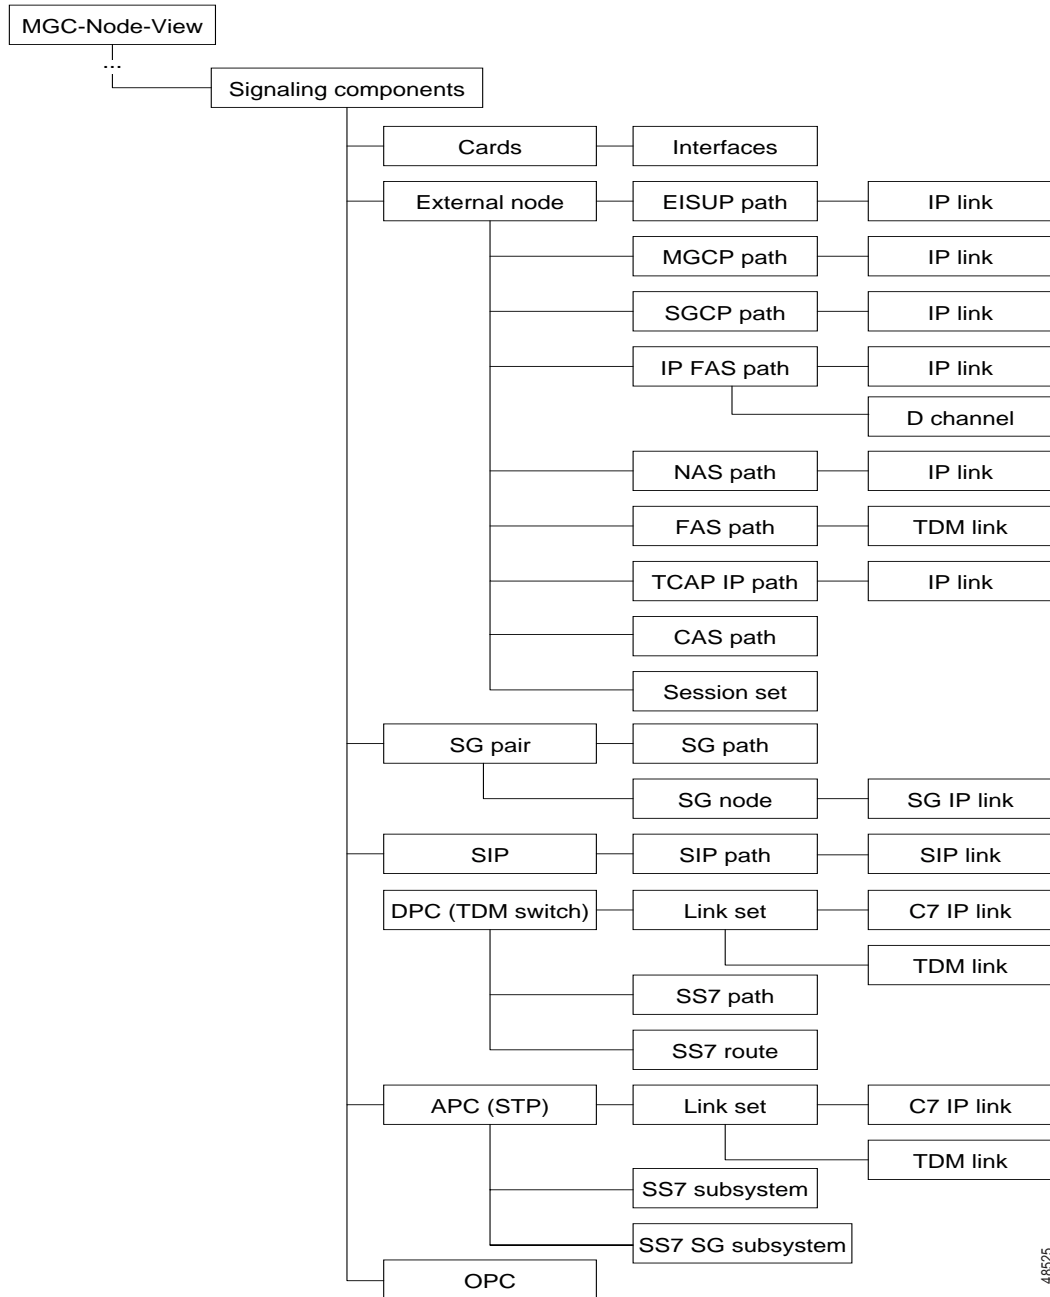 MGC-Node-View
...
Signaling components
Cards
Interfaces
External node
EISUP path
IP link
MGCP path
IP link
SGCP path
IP link
IP FAS path
IP link
D channel
NAS path
IP link
FAS path
TDM link
TCAP IP path
IP link
CAS path
Session set
SG pair
SG path
SG node
SG IP link
SIP
SIP path
SIP link
DPC (TDM switch)
Link set
C7 IP link
TDM link
SS7 path
SS7 route
APC (STP)
Link set
C7 IP link
TDM link
SS7 subsystem
SS7 SG subsystem
OPC
48525